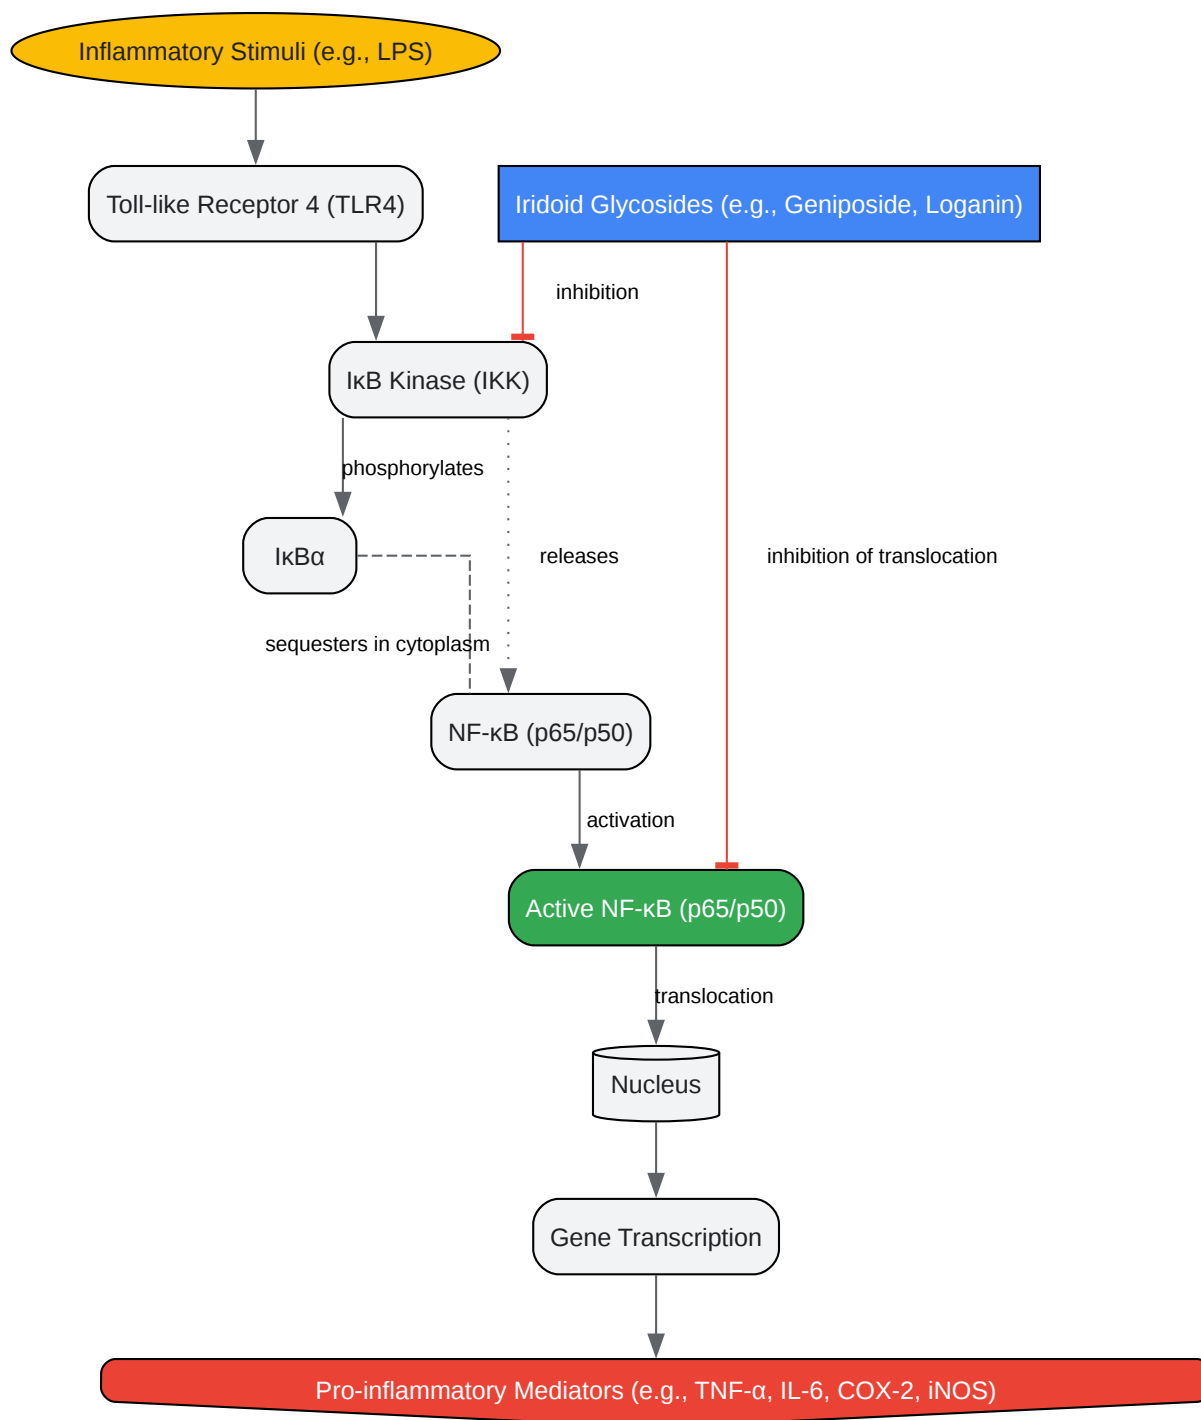 Inflammatory Stimuli (e.g., LPS)
Toll-like Receptor 4 (TLR4)
Iridoid Glycosides (e.g., Geniposide, Loganin)
inhibition
IκB Kinase (IKK)
phosphorylates
IκBα
releases
inhibition of translocation
sequesters in cytoplasm
NF-κB (p65/p50)
activation
Active NF-κB (p65/p50)
translocation
Nucleus
Gene Transcription
Pro-inflammatory Mediators (e.g., TNF-α, IL-6, COX-2, iNOS)